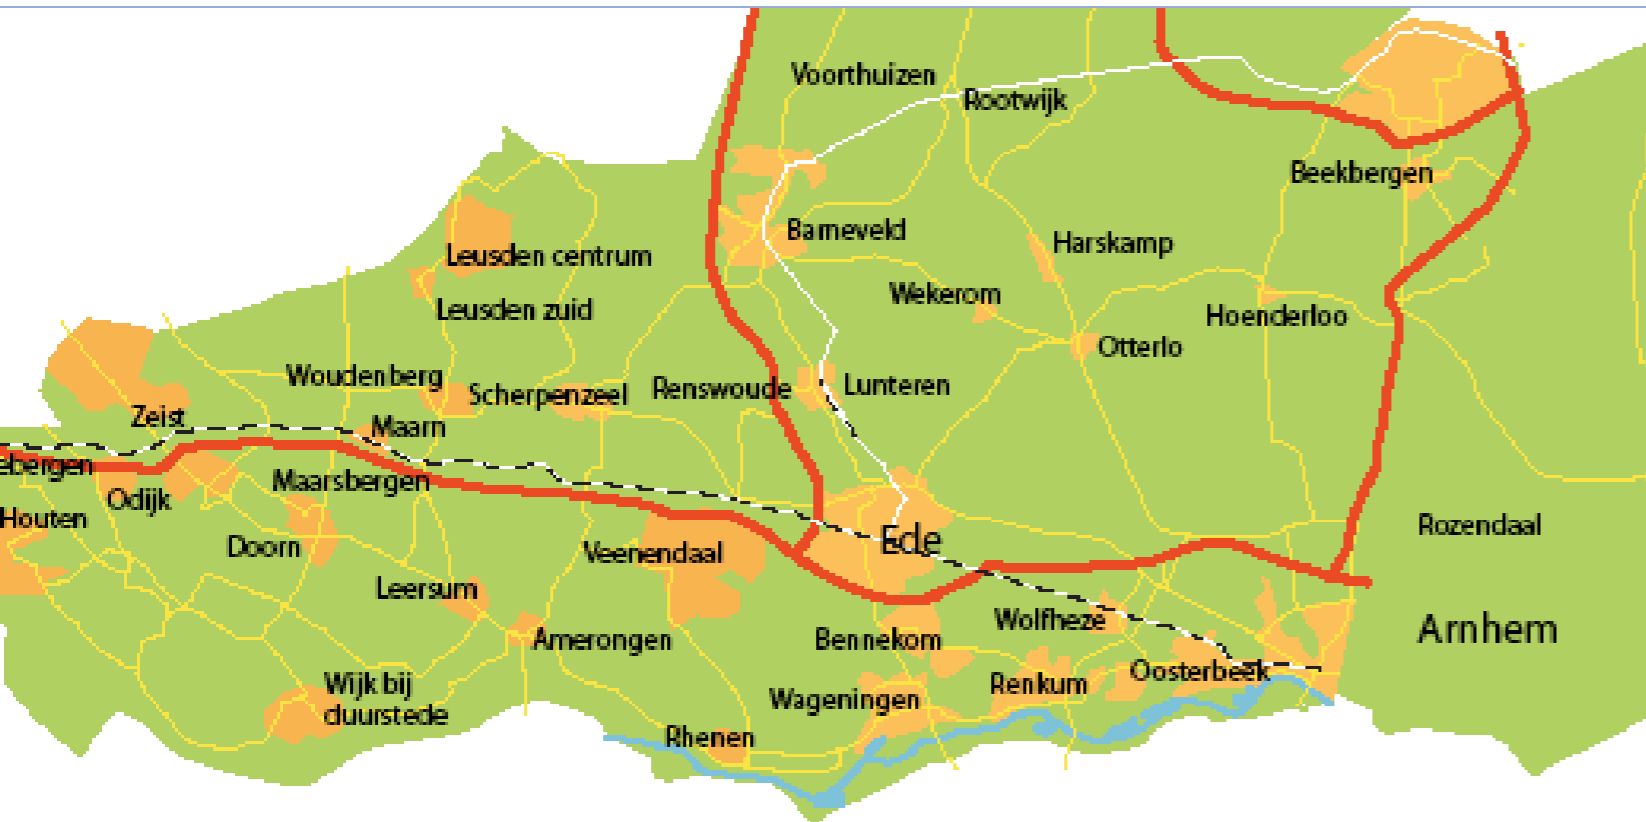 Voorthuizen
Rootwijk
Beekbergen
Barneveld
Harskamp
Leusden centrum
Wekerom
Leusden zuid
Hoenderloo
Otterlo
Woudenberg
Scherpenzeel
Renswoude
Lunteren
Zeist
Maarn
ebergen
Maarsbergen
Odijk
Houten
Rozendaal
Ede
Doorn
Veenendaal
Leersum
Wolfheze
Arnhem
Amerongen
Bennekom
Oosterbeek
Renkum
Wijk bij
duurstede
Wageningen
Rhenen